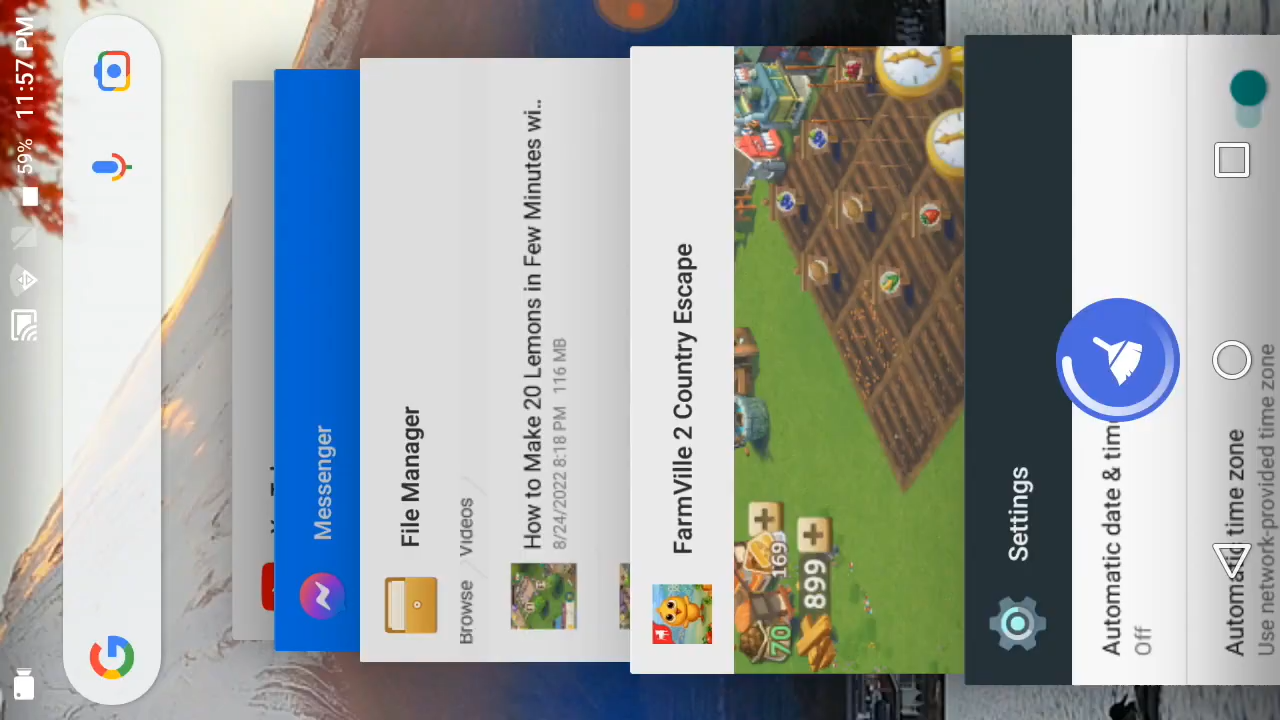 59% 11:57 PM
Messenger
File Manager
Browse Videos
How to Make 20 Lemons in Few Minutes wi..
8/24/2022 8:18 PM 116 MB
FarmVille 2 Country Escape
70
169
899
Settings
Automatic date & time
Off
Automatic time zone
Use network-provided time zone